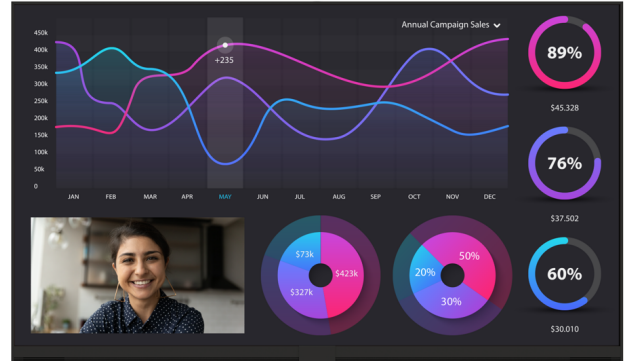 Annual Campaign Sales
450k
400k
350k
300k
250k
200k
150k
100k
50k
0
+235
JAN FEB MAR APR MAY JUN JUL AUG SEP OCT NOV DEC
89%
$45.328
76%
$37.502
60%
$30.010
$73k
$423k
$327k
50%
20%
30%